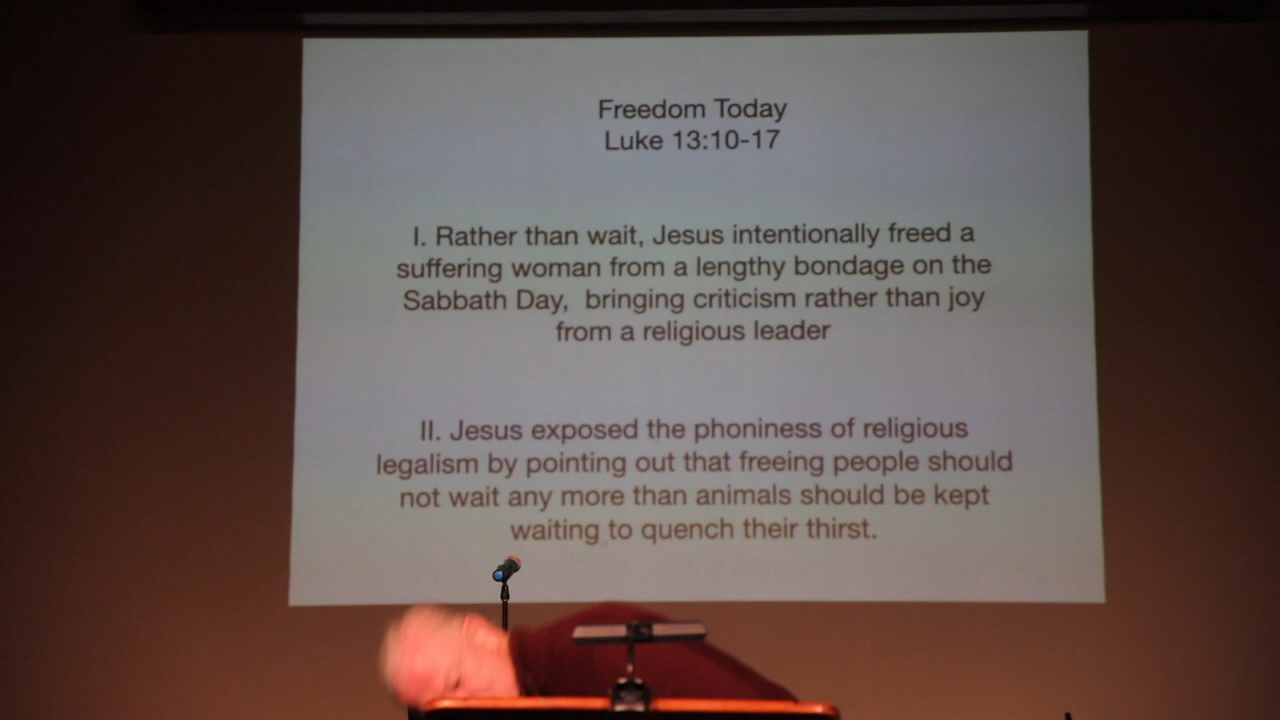 Freedom Today
Luke 13:10-17
I. Rather than wait, Jesus intentionally freed a
suffering woman from a lengthy bondage on the
Sabbath Day,  bringing criticism rather than joy
from a religious leader
II. Jesus exposed the phoniness of religious
legalism by pointing out that freeing people should
not wait any more than animals should be kept
waiting to quench their thirst.